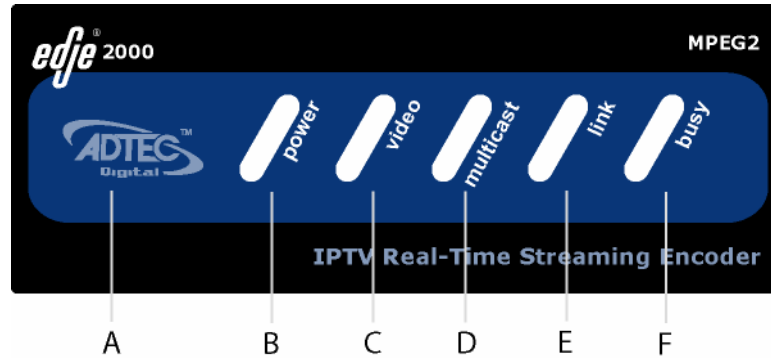 edje® 2000
MPEG2
ADTEC™
Digital
power
video
multicast
link
busy
IPTV Real-Time Streaming Encoder
A B C D E F